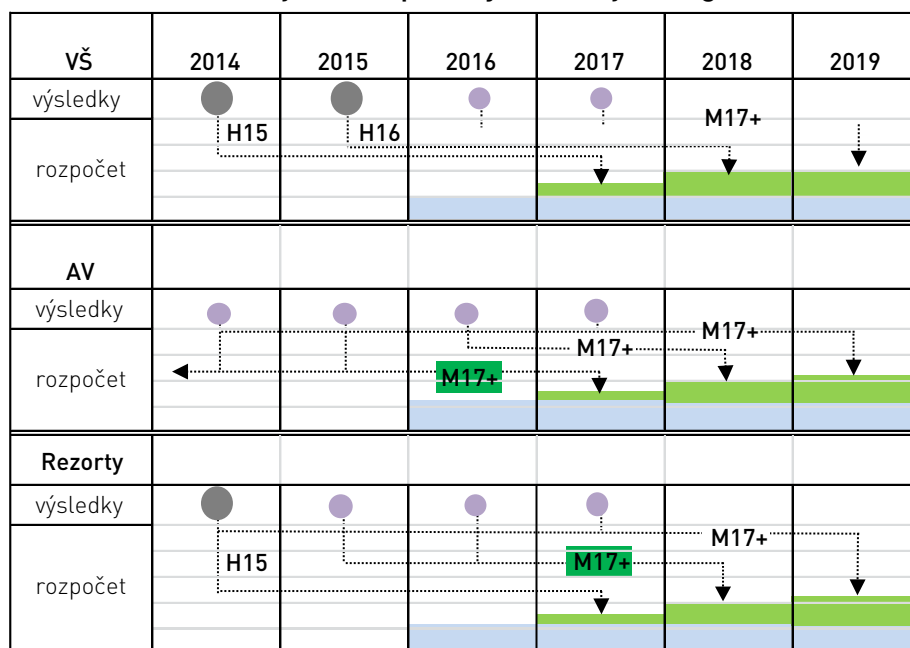 VŠ 2014 2015 2016 2017 2018 2019
výsledky
H15 H16 M17+
rozpočet
AV
výsledky
M17+
M17+
rozpočet M17+
Rezorty
výsledky
M17+
H15 M17+
rozpočet